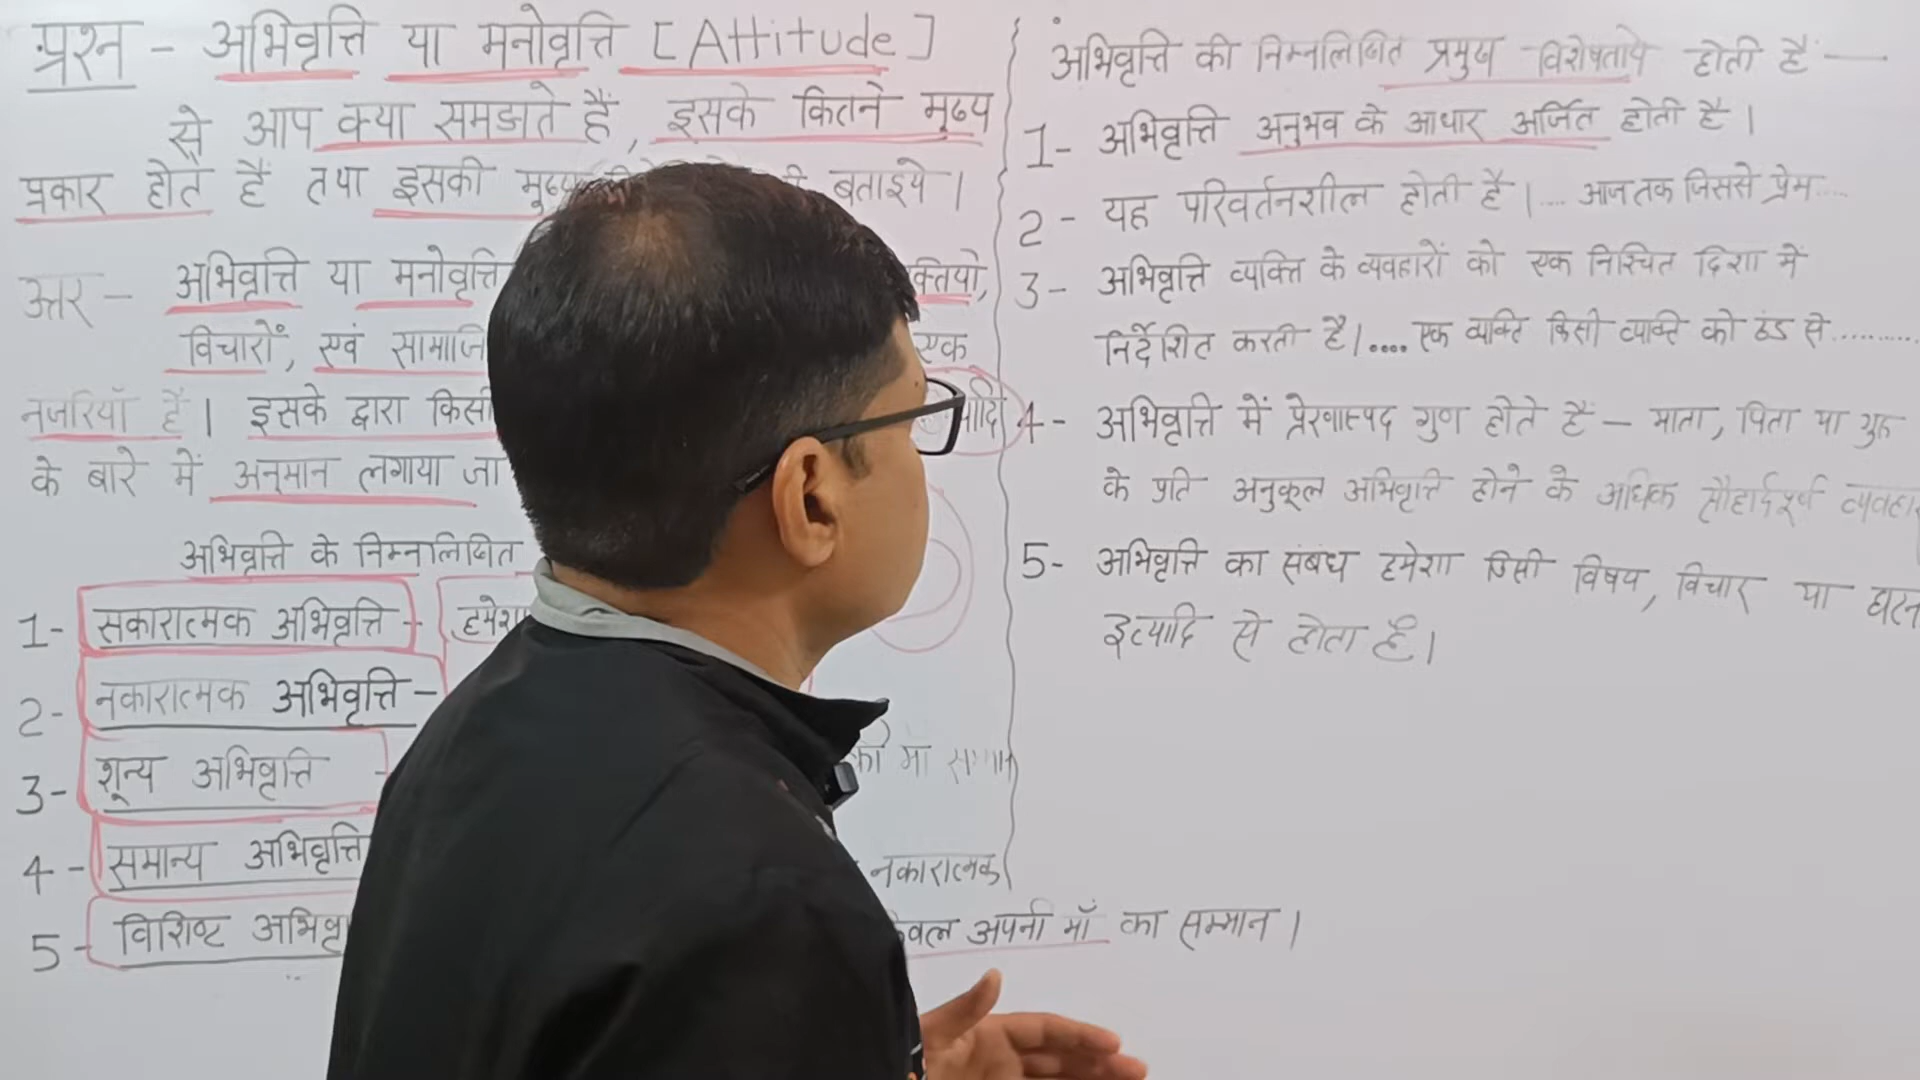 प्रश्न - अभिवृत्ति या मनोवृत्ति [Attitude]
से आप क्या समझते हैं, इसके कितने मुख्य
प्रकार होते हैं तथा इसकी मुख्य बताइये।
उत्तर - अभिवृत्ति या मनोवृत्ति
विचारों, एवं सामाजि एक
नजरियाँ है। इसके द्वारा किसी
के बारे में अनुमान लगाया जा
अभिवृत्ति के निम्नलिखित
1- सकारात्मक अभिवृत्ति - हमेशा
2- नकारात्मक अभिवृत्ति -
3- शून्य अभिवृत्ति - की माँ
4- समान्य अभिवृत्ति नकारात्मक
5- विशिष्ट अभिवृ केवल अपनी माँ का सम्मान।
अभिवृत्ति की निम्नलिखित प्रमुख विशेषतायें होती हैं -
1- अभिवृत्ति अनुभव के आधार अर्जित होती है।
2- यह परिवर्तनशील होती है।.... आज तक जिससे प्रेम....
3- अभिवृत्ति व्यक्ति के व्यवहारों को एक निश्चित दिशा में
निर्देशित करती है।.... एक व्यक्ति किसी व्यक्ति को ठंड से..........
4- अभिवृत्ति में प्रेरणास्पद गुण होते हैं - माता, पिता या गुरु
के प्रति अनुकूल अभिवृत्ति होने के अधिक सौहार्दपूर्ण व्यवहार
5- अभिवृत्ति का संबंध हमेशा किसी विषय, विचार या घटन
इत्यादि से होता है।